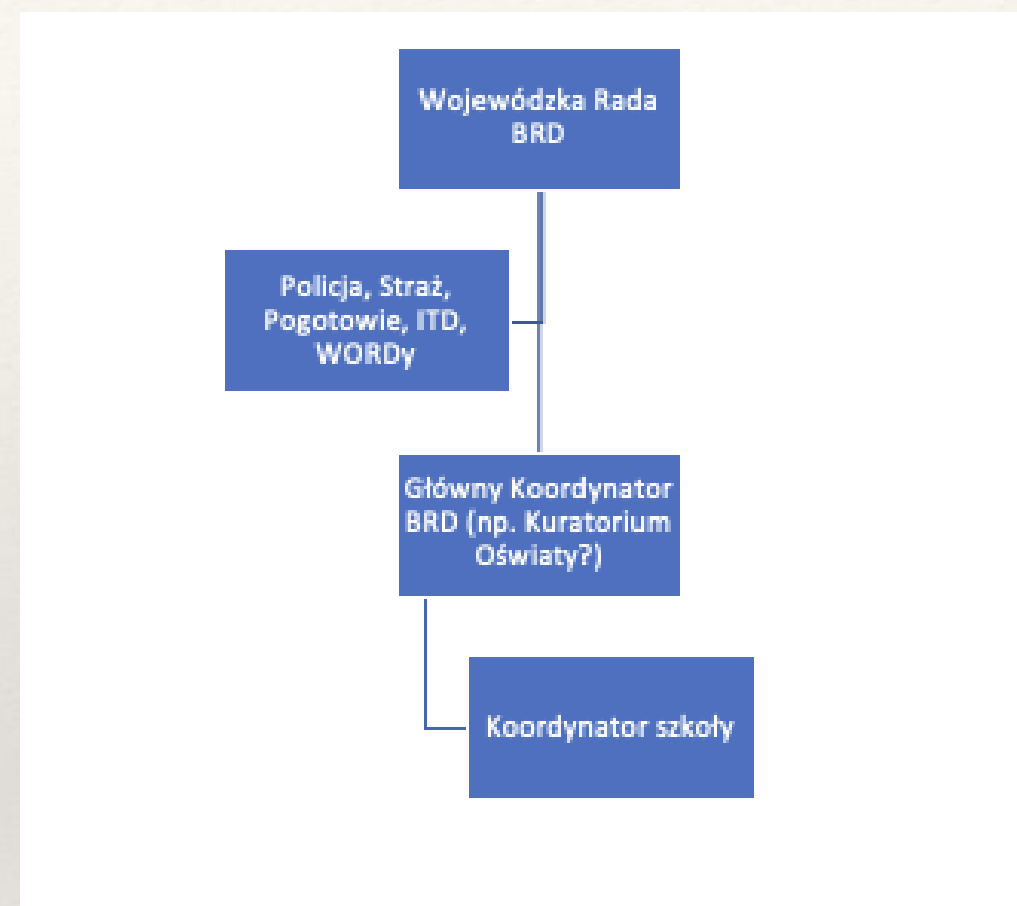 Wojewódzka Rada
BRD
Policja, Straż,
Pogotowie, ITD,
WORDy
Główny Koordynator
BRD (np. Kuratorium
Oświaty?)
Koordynator szkoły